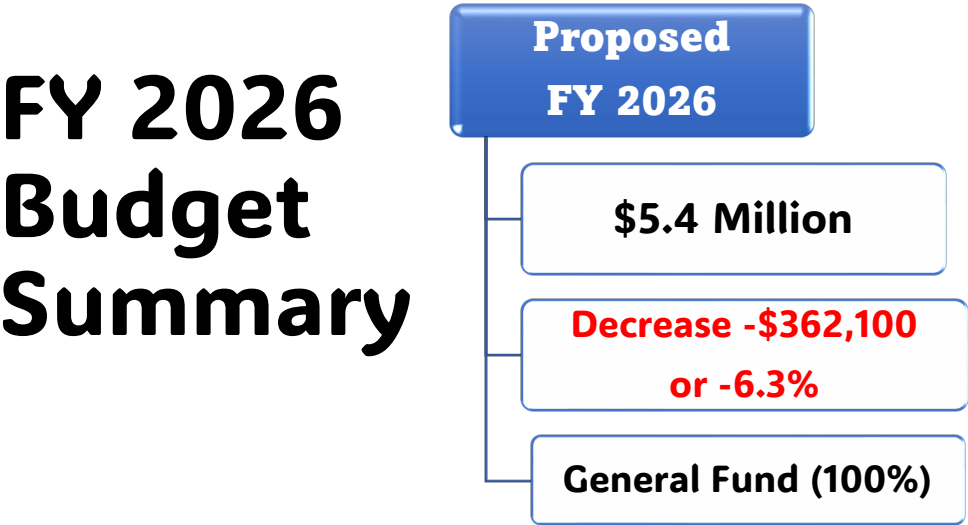 FY 2026
Budget
Summary
Proposed
FY 2026
$5.4 Million
Decrease -$362,100
or -6.3%
General Fund (100%)